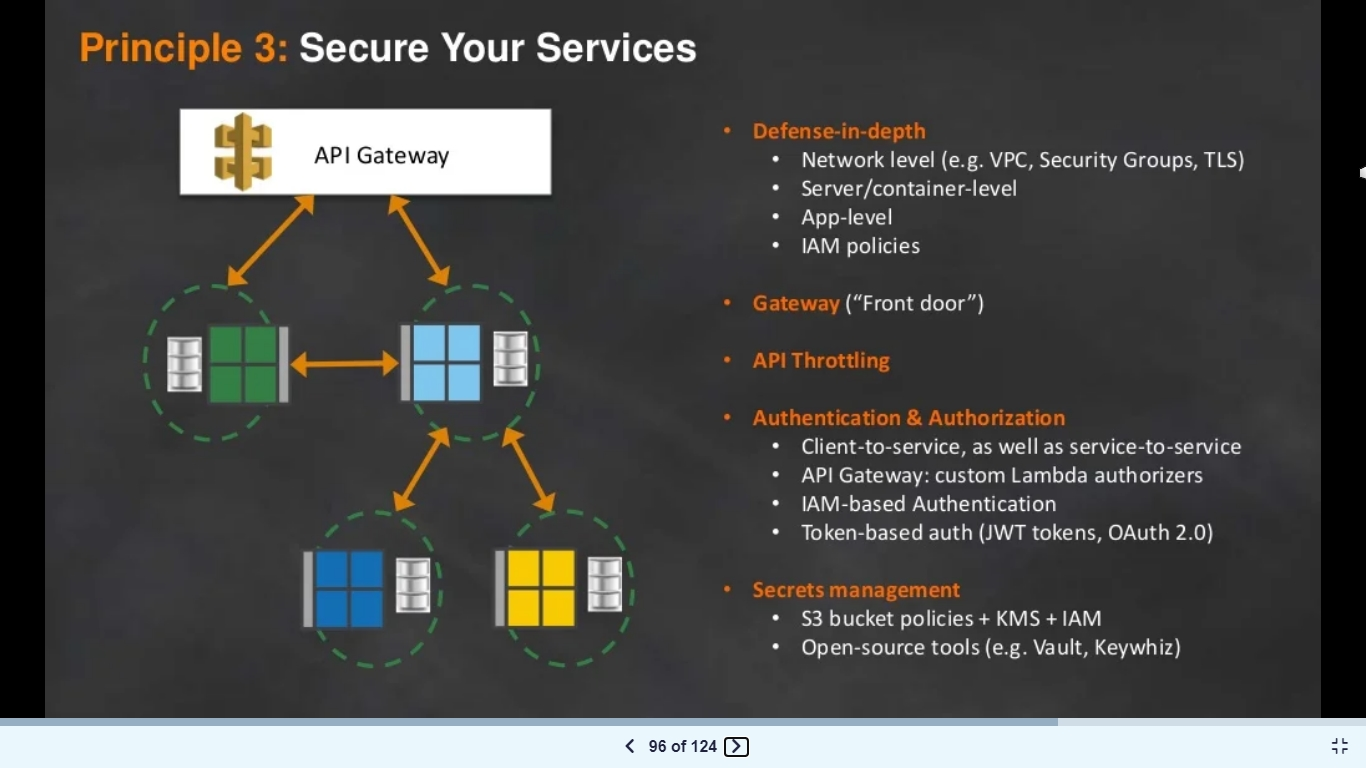 Principle 3: Secure Your Services
API Gateway
• Defense-in-depth
• Network level (e.g. VPC, Security Groups, TLS)
• Server/container-level
• App-level
• IAM policies
• Gateway (“Front door”)
• API Throttling
• Authentication & Authorization
• Client-to-service, as well as service-to-service
• API Gateway: custom Lambda authorizers
• IAM-based Authentication
• Token-based auth (JWT tokens, OAuth 2.0)
• Secrets management
• S3 bucket policies + KMS + IAM
• Open-source tools (e.g. Vault, Keywhiz)
96 of 124